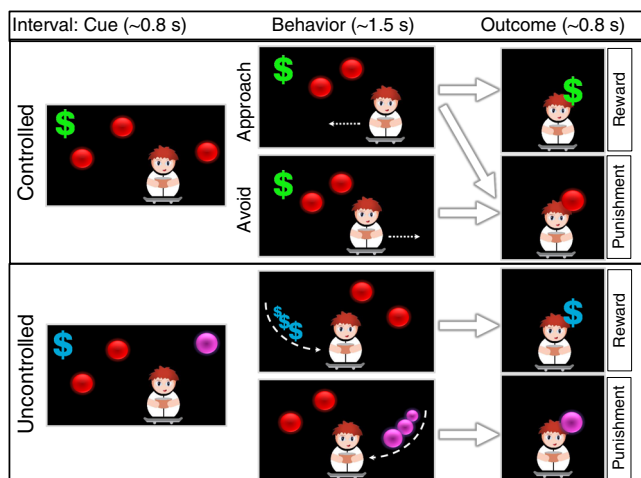 Interval: Cue (~0.8 s)
Behavior (~1.5 s)
Outcome (~0.8 s)
Controlled
$
Approach
$
$
Reward
Avoid
$
Punishment
Uncontrolled
$
$
$
$
$
Reward
Punishment